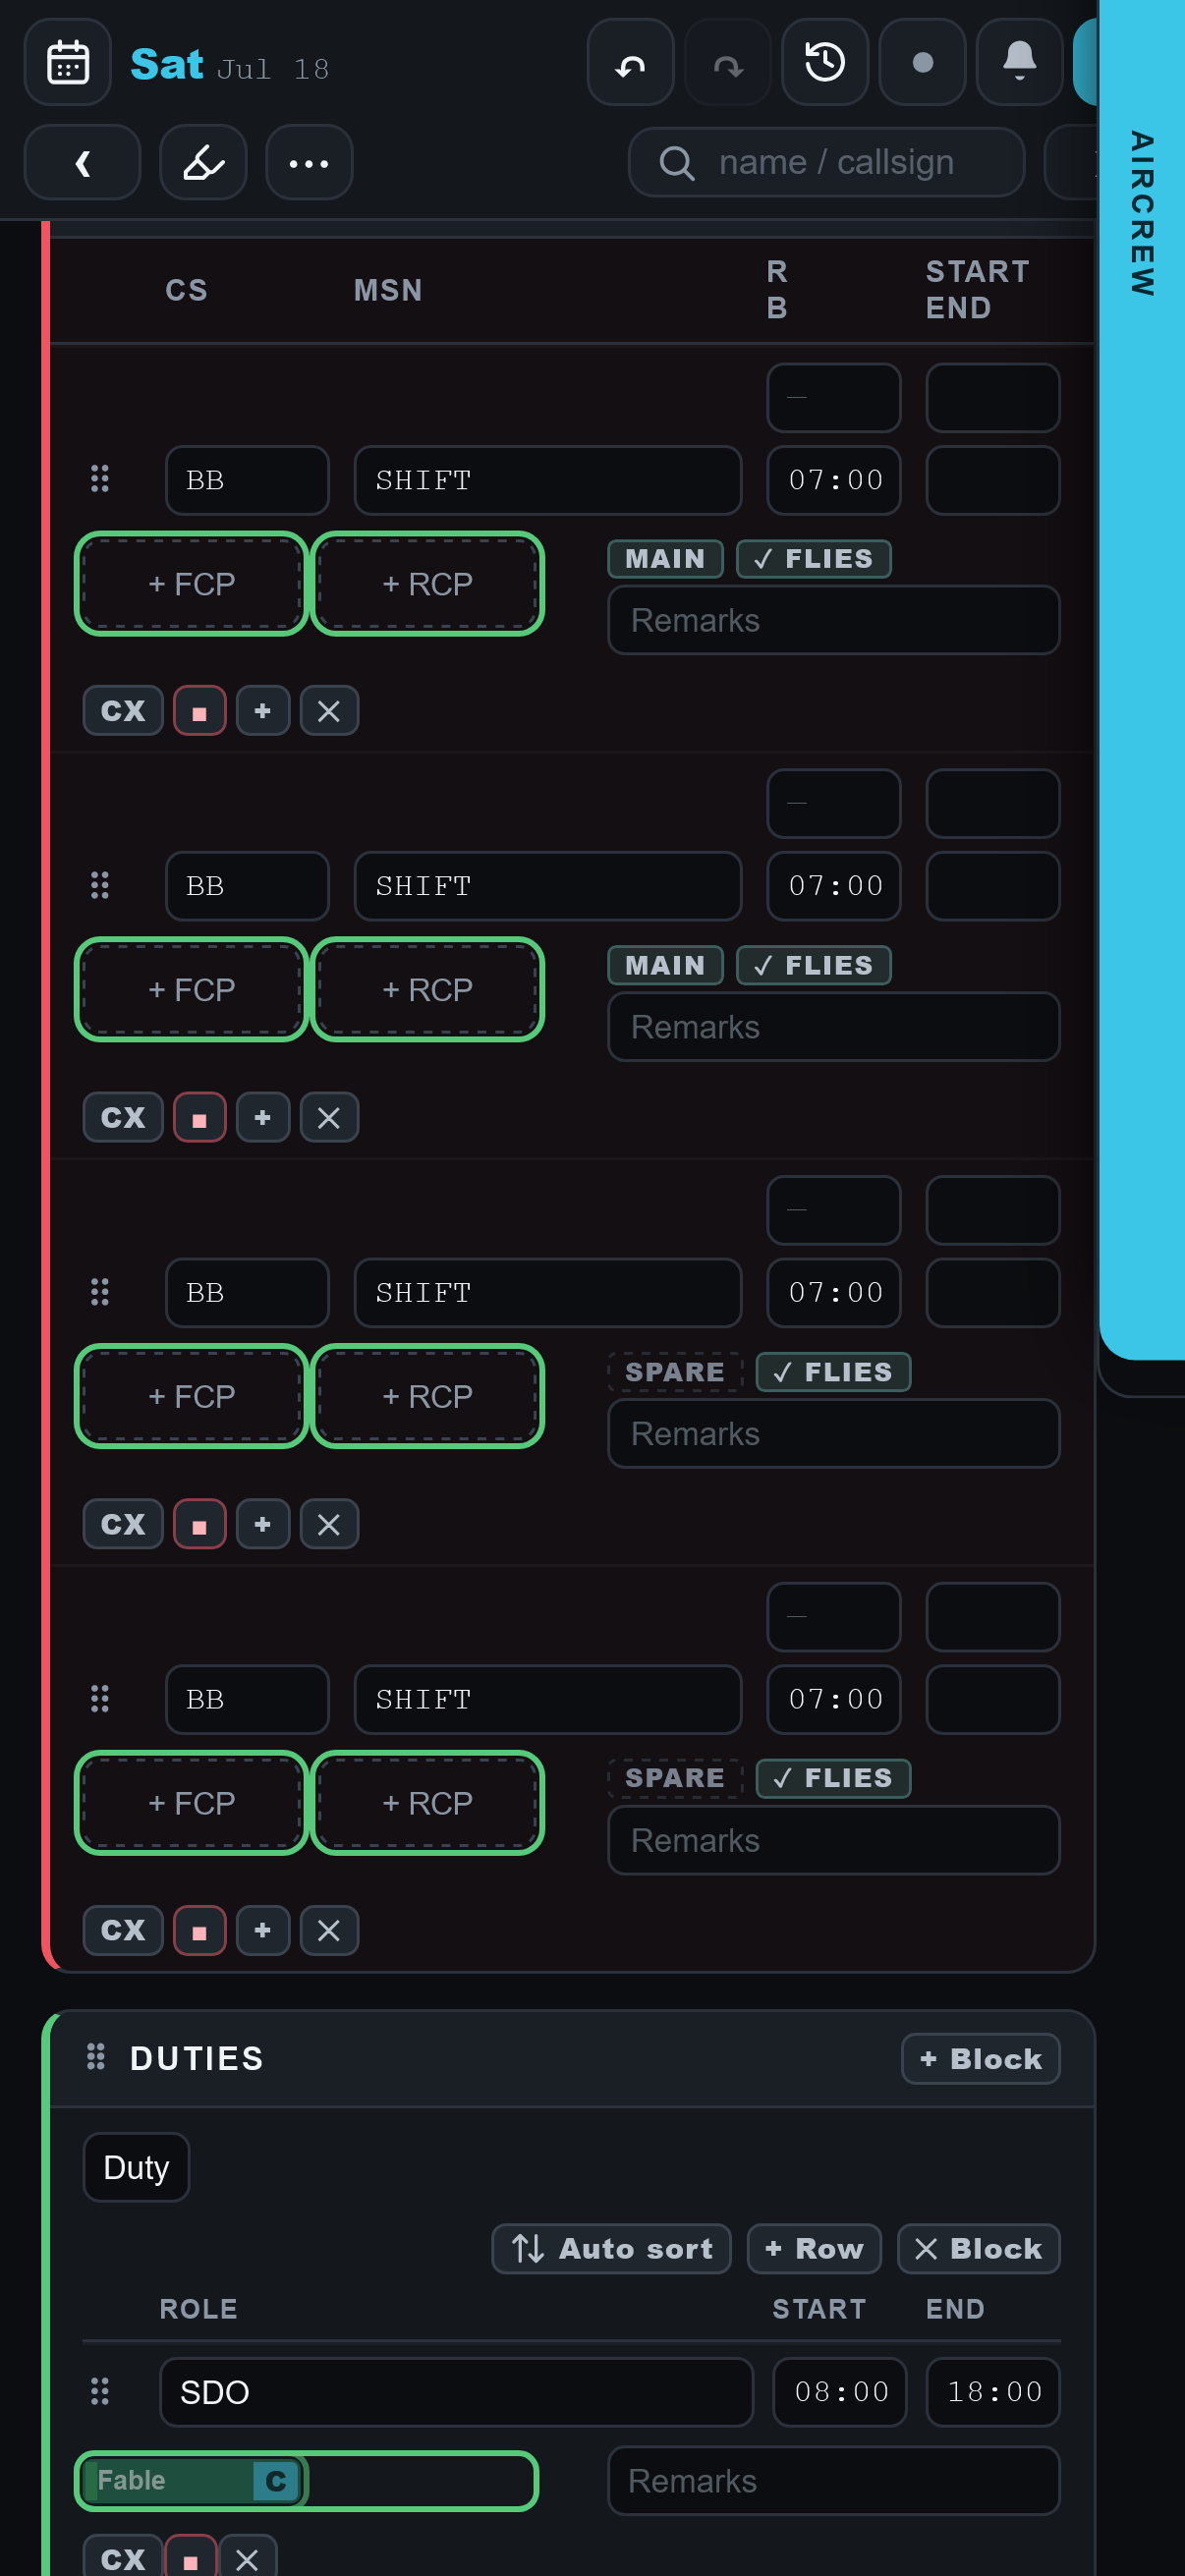 Sat Jul 18
name / callsign
AIRCREW
CS MSN R B START END
—
BB SHIFT 07:00
+ FCP + RCP MAIN ✓ FLIES
Remarks
CX ■ + ×
—
BB SHIFT 07:00
+ FCP + RCP MAIN ✓ FLIES
Remarks
CX ■ + ×
—
BB SHIFT 07:00
+ FCP + RCP SPARE ✓ FLIES
Remarks
CX ■ + ×
—
BB SHIFT 07:00
+ FCP + RCP SPARE ✓ FLIES
Remarks
CX ■ + ×
DUTIES + Block
Duty
Auto sort + Row × Block
ROLE START END
SDO 08:00 18:00
Fable C Remarks
CX ■ ×